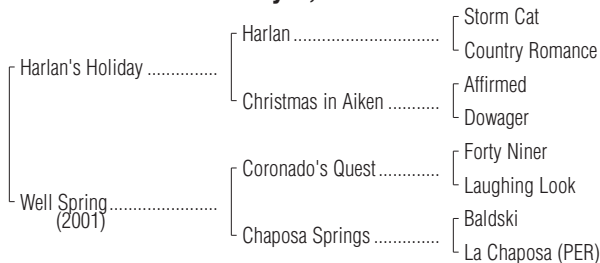 Storm Cat
Harlan..............................
Country Romance
Harlan's Holiday ...............
Affirmed
Christmas in Aiken ...........
Dowager
Forty Niner
Coronado's Quest.............
Laughing Look
Well Spring.......................
(2001)
Baldski
Chaposa Springs ..............
La Chaposa (PER)